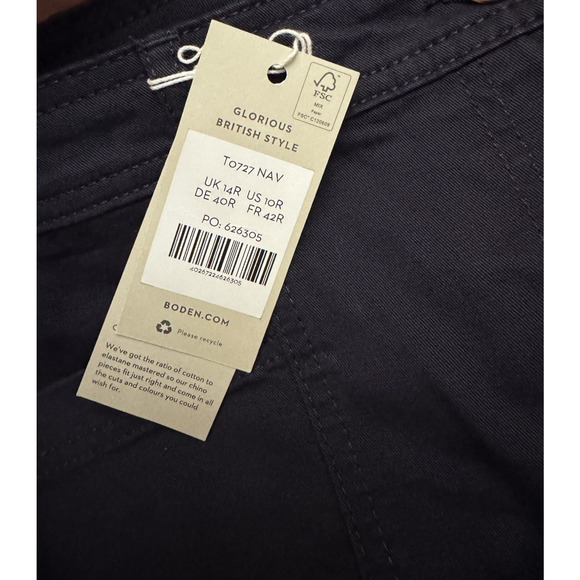 FSC
MIX
Paper
FSC® C120608
GLORIOUS
BRITISH STYLE
T0727 NAV
UK 14R US 10R
DE 40R FR 42R
PO: 626305
BODEN.COM
Please recycle
We've got the ratio of cotton to
elastane mastered so our chino
pieces fit just right and come in all
the cuts and colours you could
wish for.